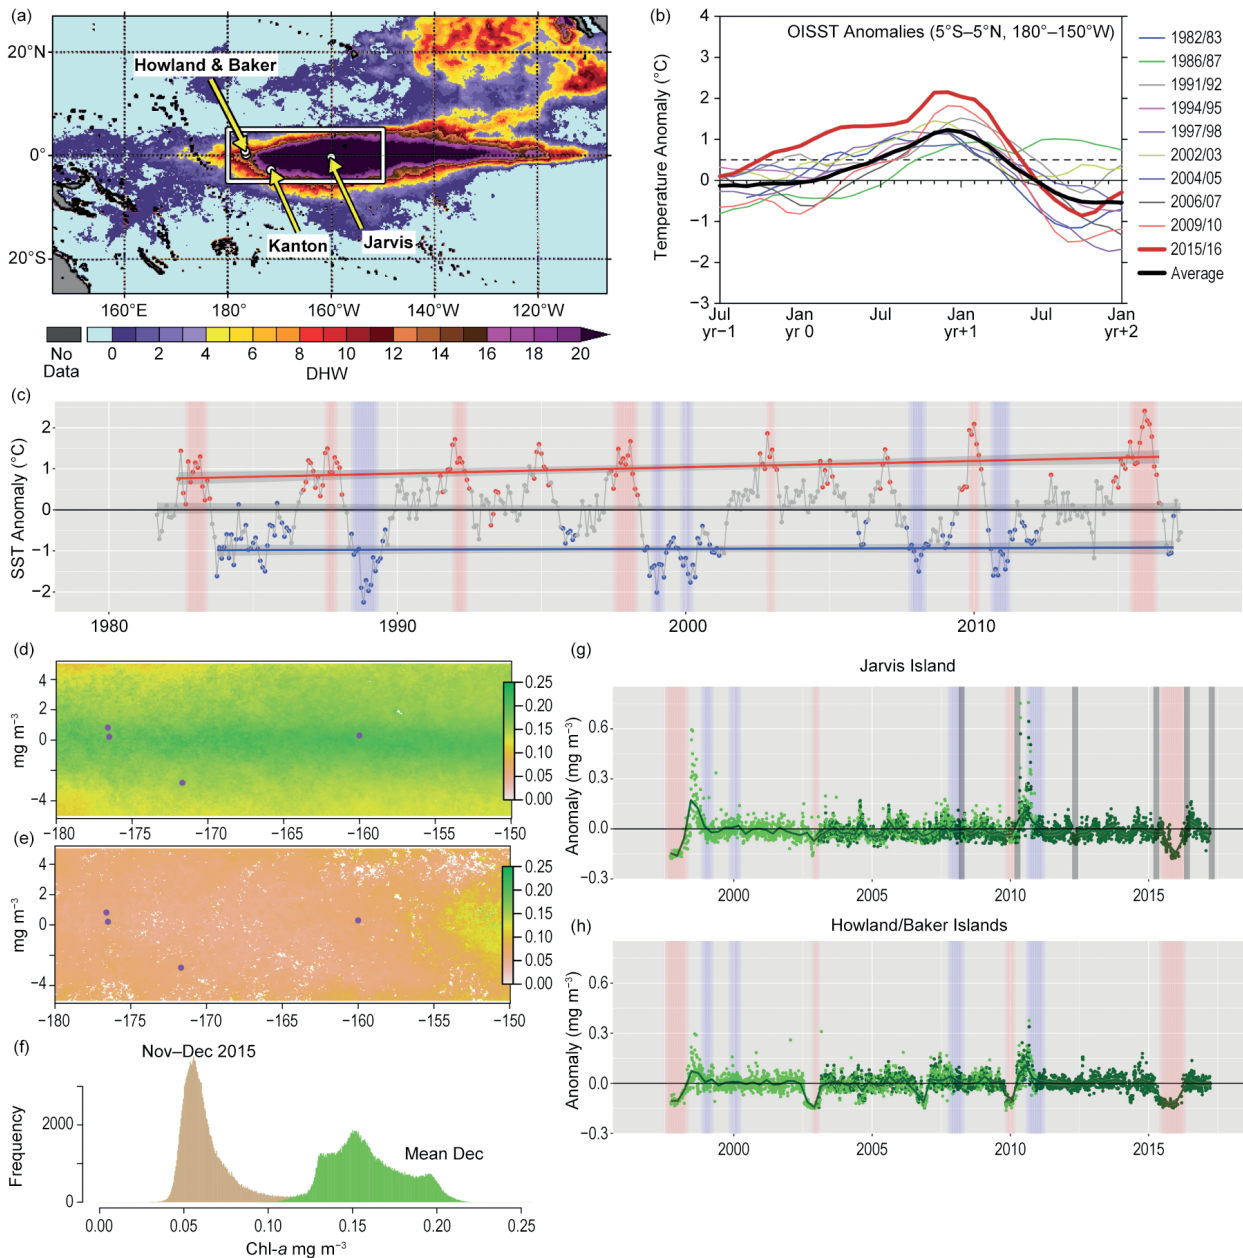 (a)
20°N
0°
20°S
Howland & Baker
Kanton
Jarvis
160°E 180° 160°W 140°W 120°W
No Data
0 2 4 6 8 10 12 14 16 18 20
DHW
(b)
OISST Anomalies (5°S–5°N, 180°–150°W)
Temperature Anomaly (°C)
4
3
2
1
0
−1
−2
−3
Jul Jan Jul Jan Jul Jan
yr−1 yr 0 yr+1 yr+2
1982/83
1986/87
1991/92
1994/95
1997/98
2002/03
2004/05
2006/07
2009/10
2015/16
Average
(c)
SST Anomaly (°C)
2
1
0
−1
−2
1980 1990 2000 2010
(d)
mg m⁻³
4
2
0
−4
0.25
0.20
0.15
0.10
0.05
0.00
−180 −175 −170 −165 −160 −155 −150
(e)
mg m⁻³
4
2
0
−4
0.25
0.20
0.15
0.10
0.05
0.00
−180 −175 −170 −165 −160 −155 −150
(f)
Nov–Dec 2015
Mean Dec
Frequency
2000
0
0.00 0.05 0.10 0.15 0.20 0.25
Chl-a mg m⁻³
(g)
Jarvis Island
Anomaly (mg m⁻³)
0.6
0.3
0.0
−0.3
2000 2005 2010 2015
(h)
Howland/Baker Islands
Anomaly (mg m⁻³)
0.6
0.3
0.0
−0.3
2000 2005 2010 2015